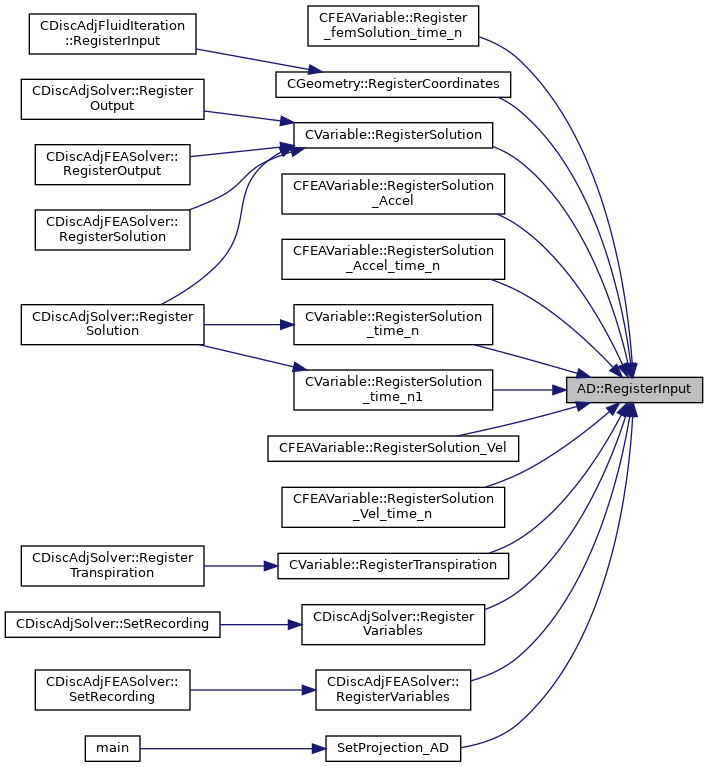 CFEAVariable::Register
_femSolution_time_n
CDiscAdjFluidIteration
::RegisterInput
CGeometry::RegisterCoordinates
CDiscAdjSolver::Register
Output
CVariable::RegisterSolution
CDiscAdjFEASolver::
RegisterOutput
CFEAVariable::RegisterSolution
_Accel
CDiscAdjFEASolver::
RegisterSolution
CFEAVariable::RegisterSolution
_Accel_time_n
CDiscAdjSolver::Register
Solution
CVariable::RegisterSolution
_time_n
CVariable::RegisterSolution
_time_n1
AD::RegisterInput
CFEAVariable::RegisterSolution_Vel
CFEAVariable::RegisterSolution
_Vel_time_n
CDiscAdjSolver::Register
Transpiration
CVariable::RegisterTranspiration
CDiscAdjSolver::SetRecording
CDiscAdjSolver::Register
Variables
CDiscAdjFEASolver::
SetRecording
CDiscAdjFEASolver::
RegisterVariables
main
SetProjection_AD